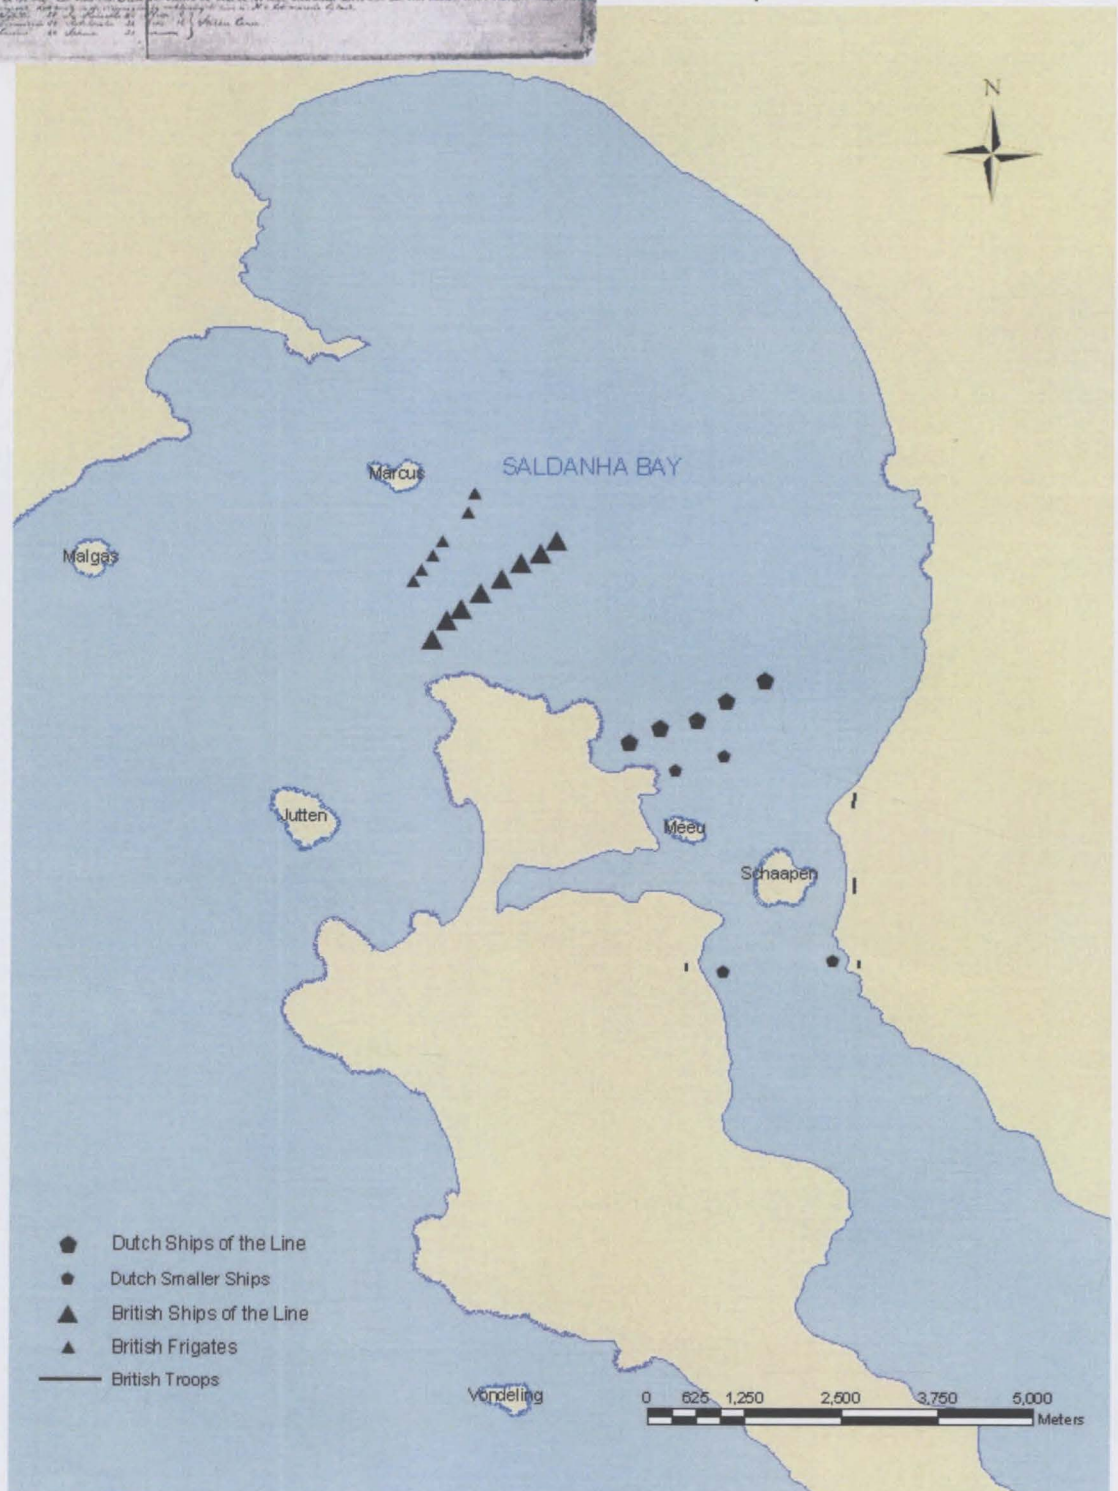 N
SALDANHA BAY
Marcus
Malgas
Jutten
Meeu
Schaapen
Dutch Ships of the Line
Dutch Smaller Ships
British Ships of the Line
British Frigates
British Troops
Vondeling
0 625 1,250 2,500 3,750 5,000
Meters